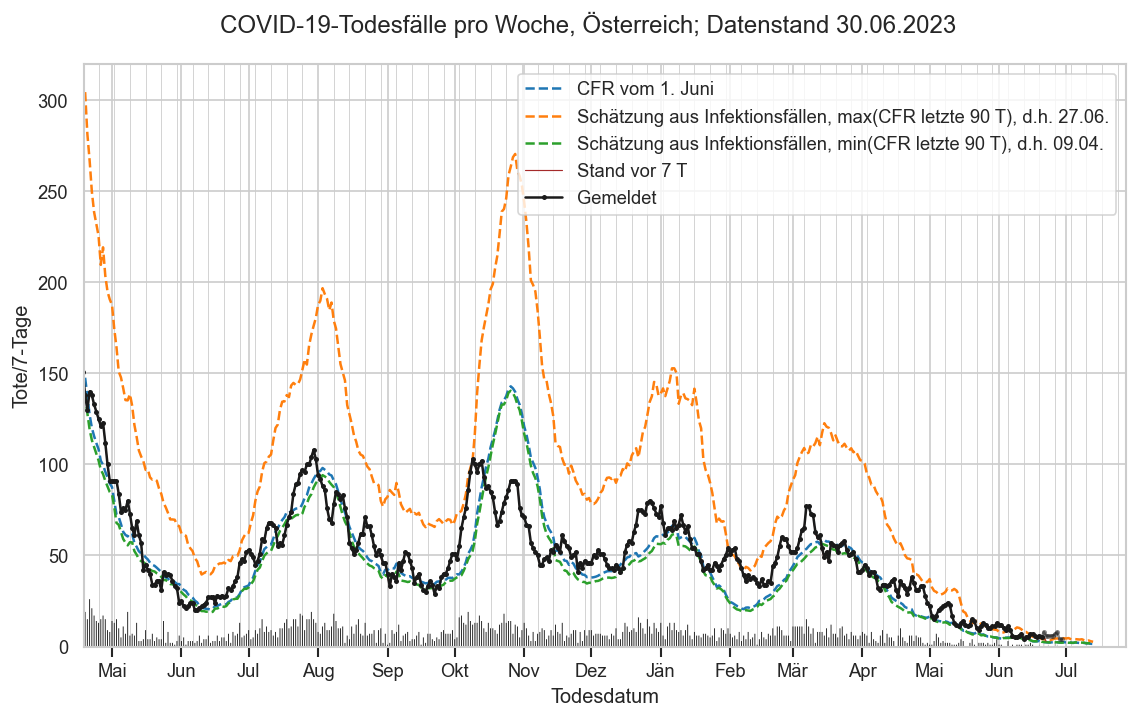 COVID-19-Todesfälle pro Woche, Österreich; Datenstand 30.06.2023
CFR vom 1. Juni
Schätzung aus Infektionsfällen, max(CFR letzte 90 T), d.h. 27.06.
Schätzung aus Infektionsfällen, min(CFR letzte 90 T), d.h. 09.04.
Stand vor 7 T
Gemeldet
Tote/7-Tage
300
250
200
150
100
50
0
Mai Jun Jul Aug Sep Okt Nov Dez Jän Feb Mär Apr Mai Jun Jul
Todesdatum